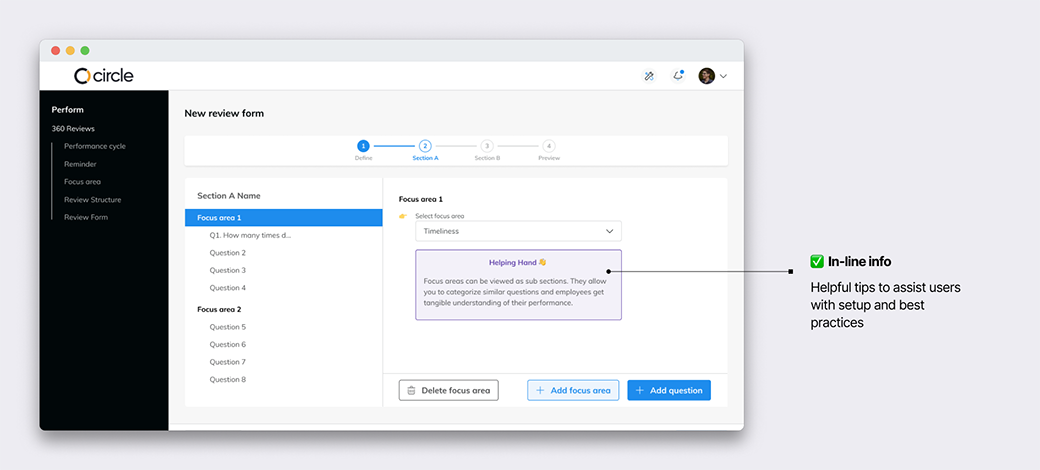 circle
Perform
360 Reviews
Performance cycle
Reminder
Focus area
Review Structure
Review Form
New review form
1
2
3
4
Define
Section A
Section B
Preview
Section A Name
Focus area 1
Q1. How many times d...
Question 2
Question 3
Question 4
Focus area 2
Question 5
Question 6
Question 7
Question 8
Focus area 1
Select focus area
Timeliness
Helping Hand 👋
Focus areas can be viewed as sub sections. They allow
you to categorize similar questions and employees get
tangible understanding of their performance.
Delete focus area
Add focus area
Add question
✅ In-line info
Helpful tips to assist users
with setup and best
practices